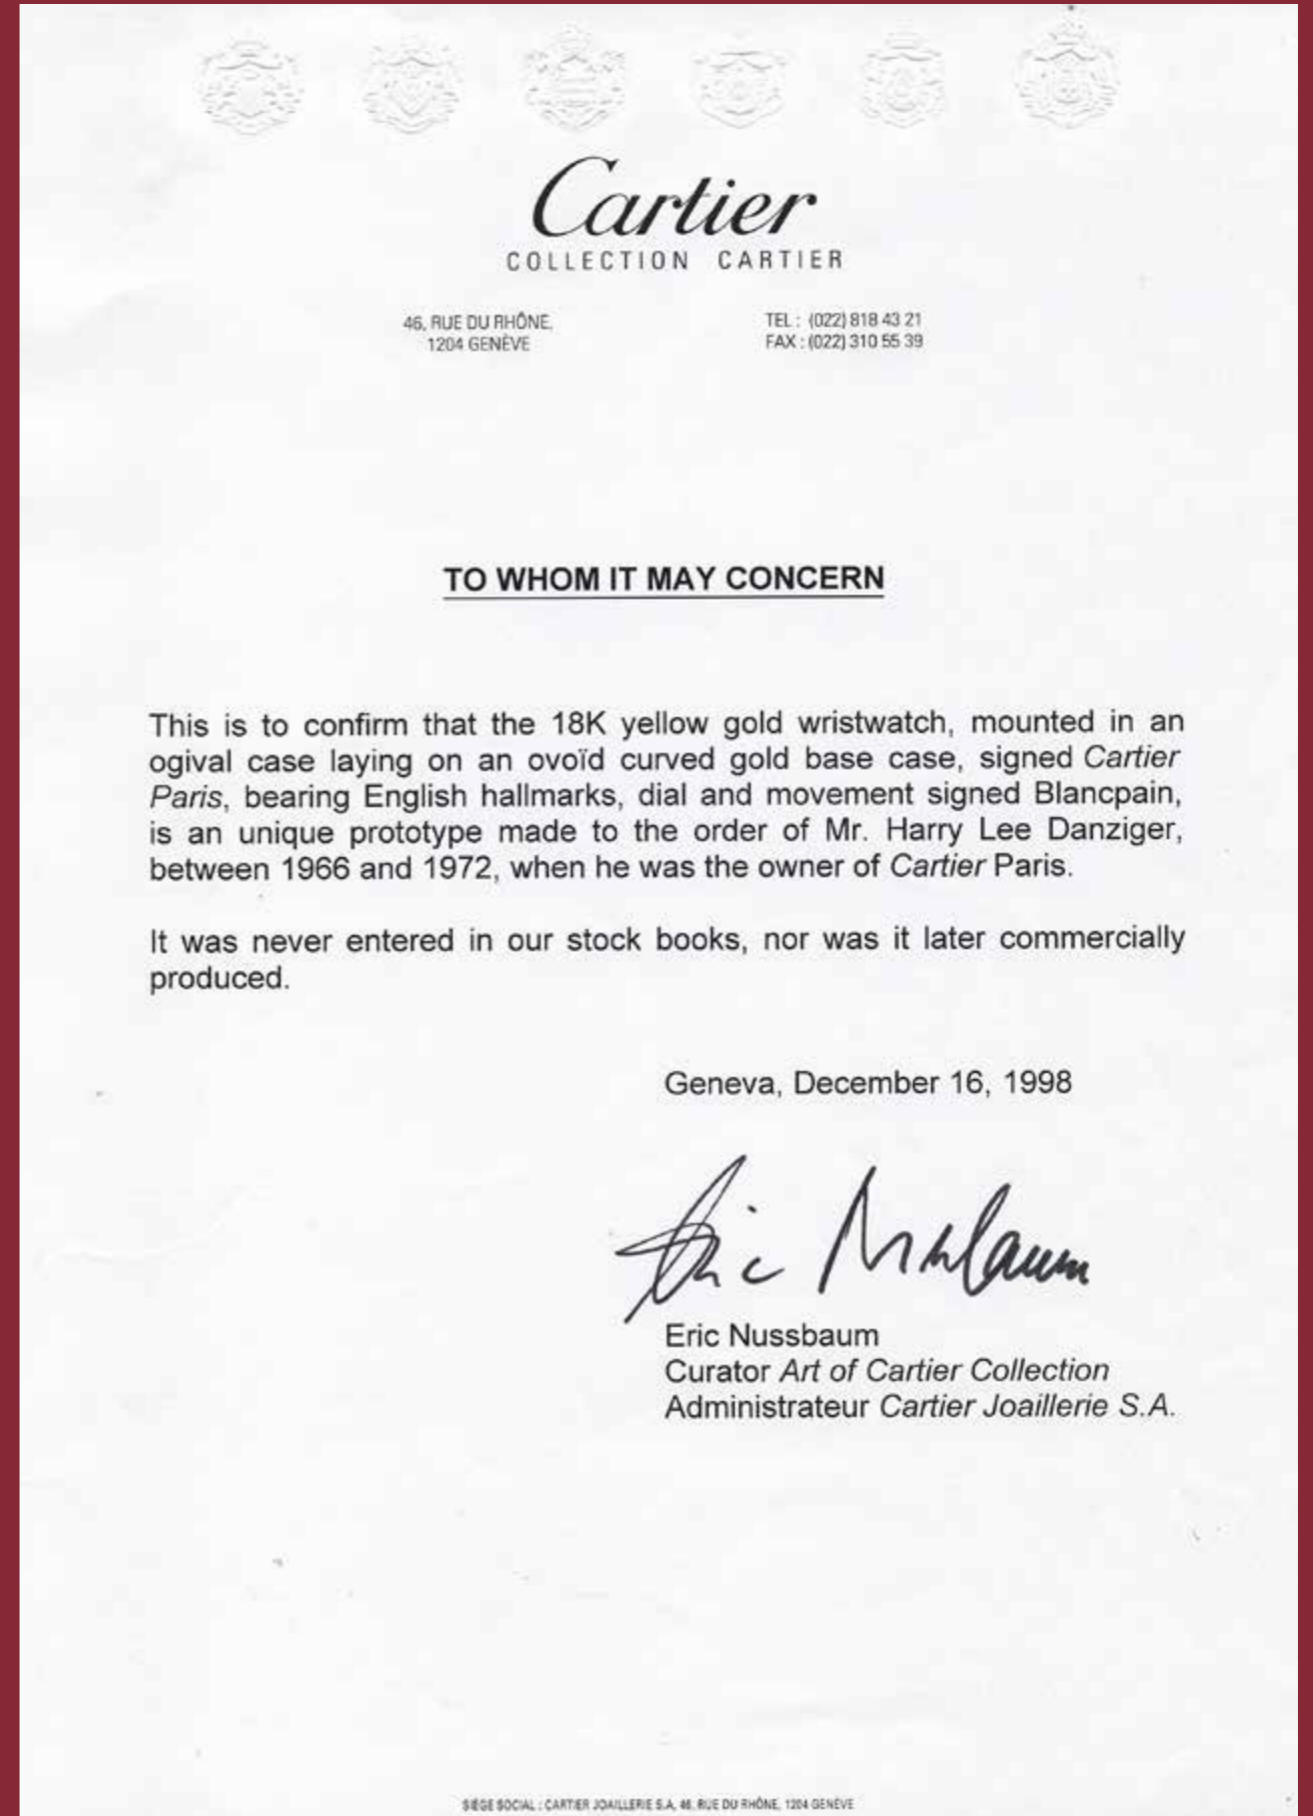 Cartier
COLLECTION CARTIER
46, RUE DU RHÔNE,
1204 GENÈVE
TEL : (022) 818 43 21
FAX : (022) 310 55 39
TO WHOM IT MAY CONCERN
This is to confirm that the 18K yellow gold wristwatch, mounted in an
ogival case laying on an ovoïd curved gold base case, signed Cartier
Paris, bearing English hallmarks, dial and movement signed Blancpain,
is an unique prototype made to the order of Mr. Harry Lee Danziger,
between 1966 and 1972, when he was the owner of Cartier Paris.
It was never entered in our stock books, nor was it later commercially
produced.
Geneva, December 16, 1998
Eric Nussbaum
Eric Nussbaum
Curator Art of Cartier Collection
Administrateur Cartier Joaillerie S.A.
SIÈGE SOCIAL : CARTIER JOAILLERIE S.A. 46, RUE DU RHÔNE, 1204 GENÈVE